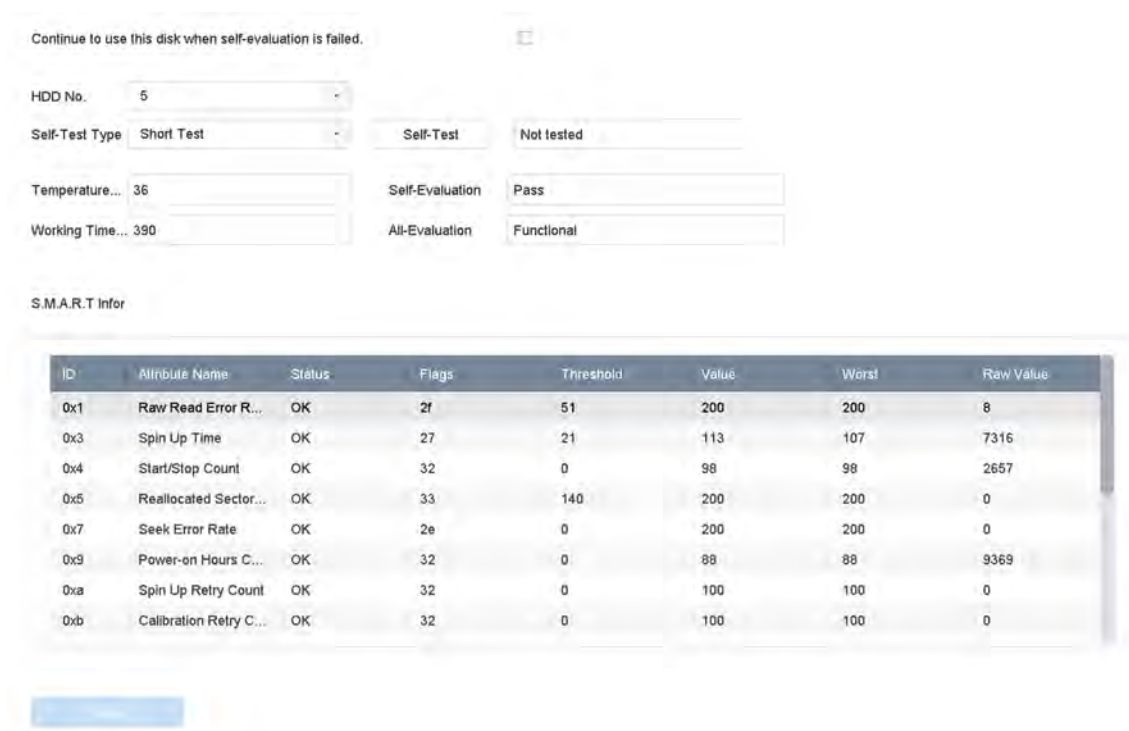 Continue to use this disk when self-evaluation is failed.
HDD No. 5
Self-Test Type Short Test Self-Test Not tested
Temperature... 36 Self-Evaluation Pass
Working Time... 390 All-Evaluation Functional
S.M.A.R.T Infor
ID Attribute Name Status Flags Threshold Value Worst Raw Value
0x1 Raw Read Error R... OK 2f 51 200 200 8
0x3 Spin Up Time OK 27 21 113 107 7316
0x4 Start/Stop Count OK 32 0 98 98 2657
0x5 Reallocated Sector... OK 33 140 200 200 0
0x7 Seek Error Rate OK 2e 0 200 200 0
0x9 Power-on Hours C... OK 32 0 88 88 9369
0xa Spin Up Retry Count OK 32 0 100 100 0
0xb Calibration Retry C... OK 32 0 100 100 0